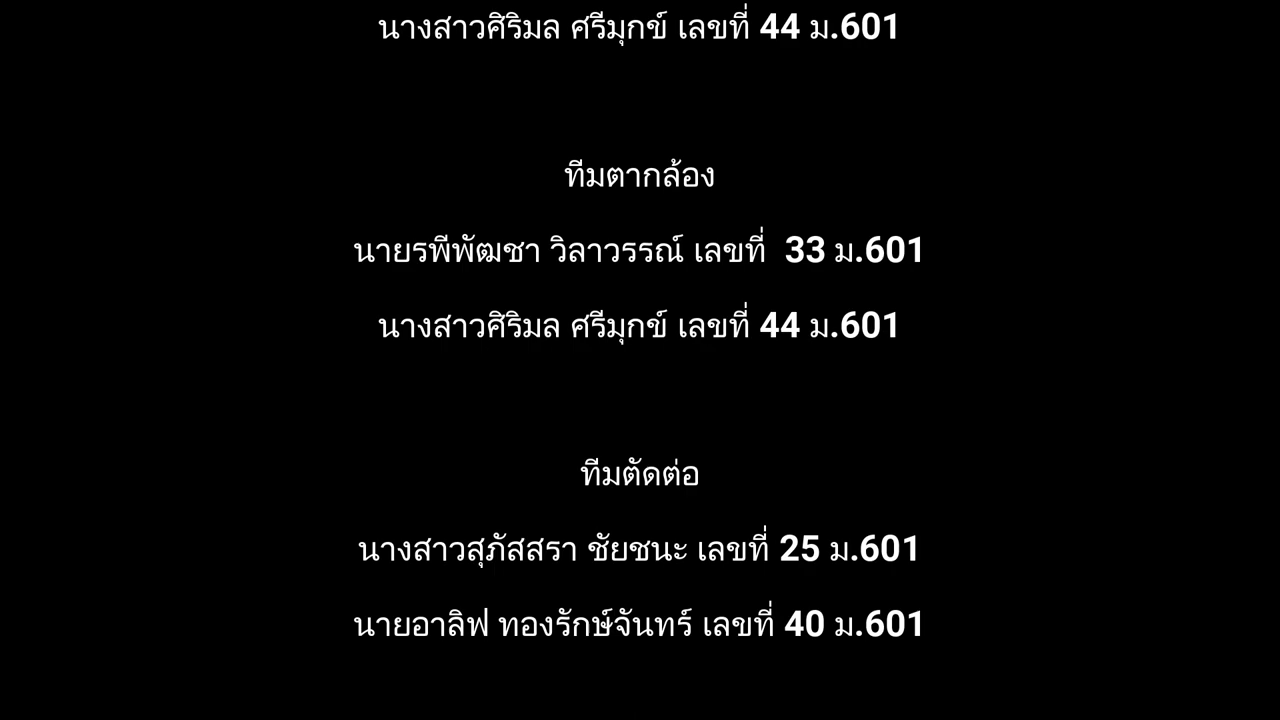 นางสาวศิริมล ศรีมุกข์ เลขที่ 44 ม.601
ทีมตากล้อง
นายรพีพัฒชา วิลาวรรณ์ เลขที่  33 ม.601
นางสาวศิริมล ศรีมุกข์ เลขที่ 44 ม.601
ทีมตัดต่อ
นางสาวสุภัสสรา ชัยชนะ เลขที่ 25 ม.601
นายอาลิฟ ทองรักษ์จันทร์ เลขที่ 40 ม.601